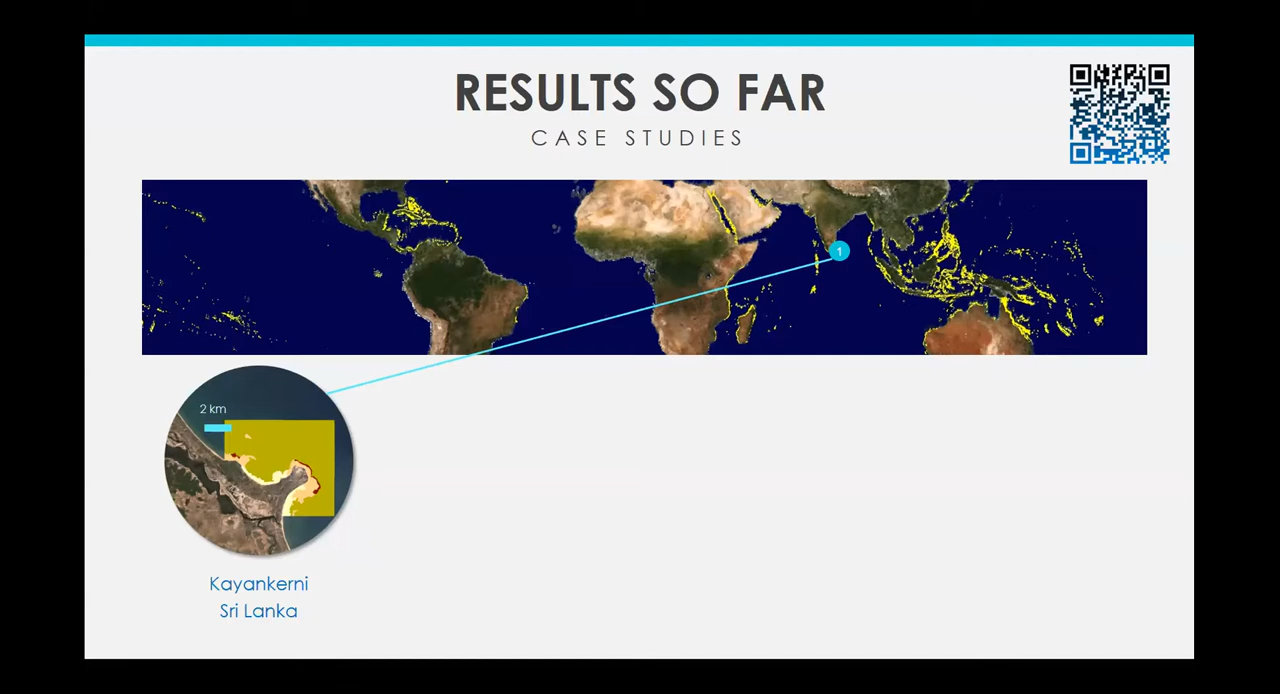 RESULTS SO FAR
CASE STUDIES
1
2 km
Kayankerni
Sri Lanka